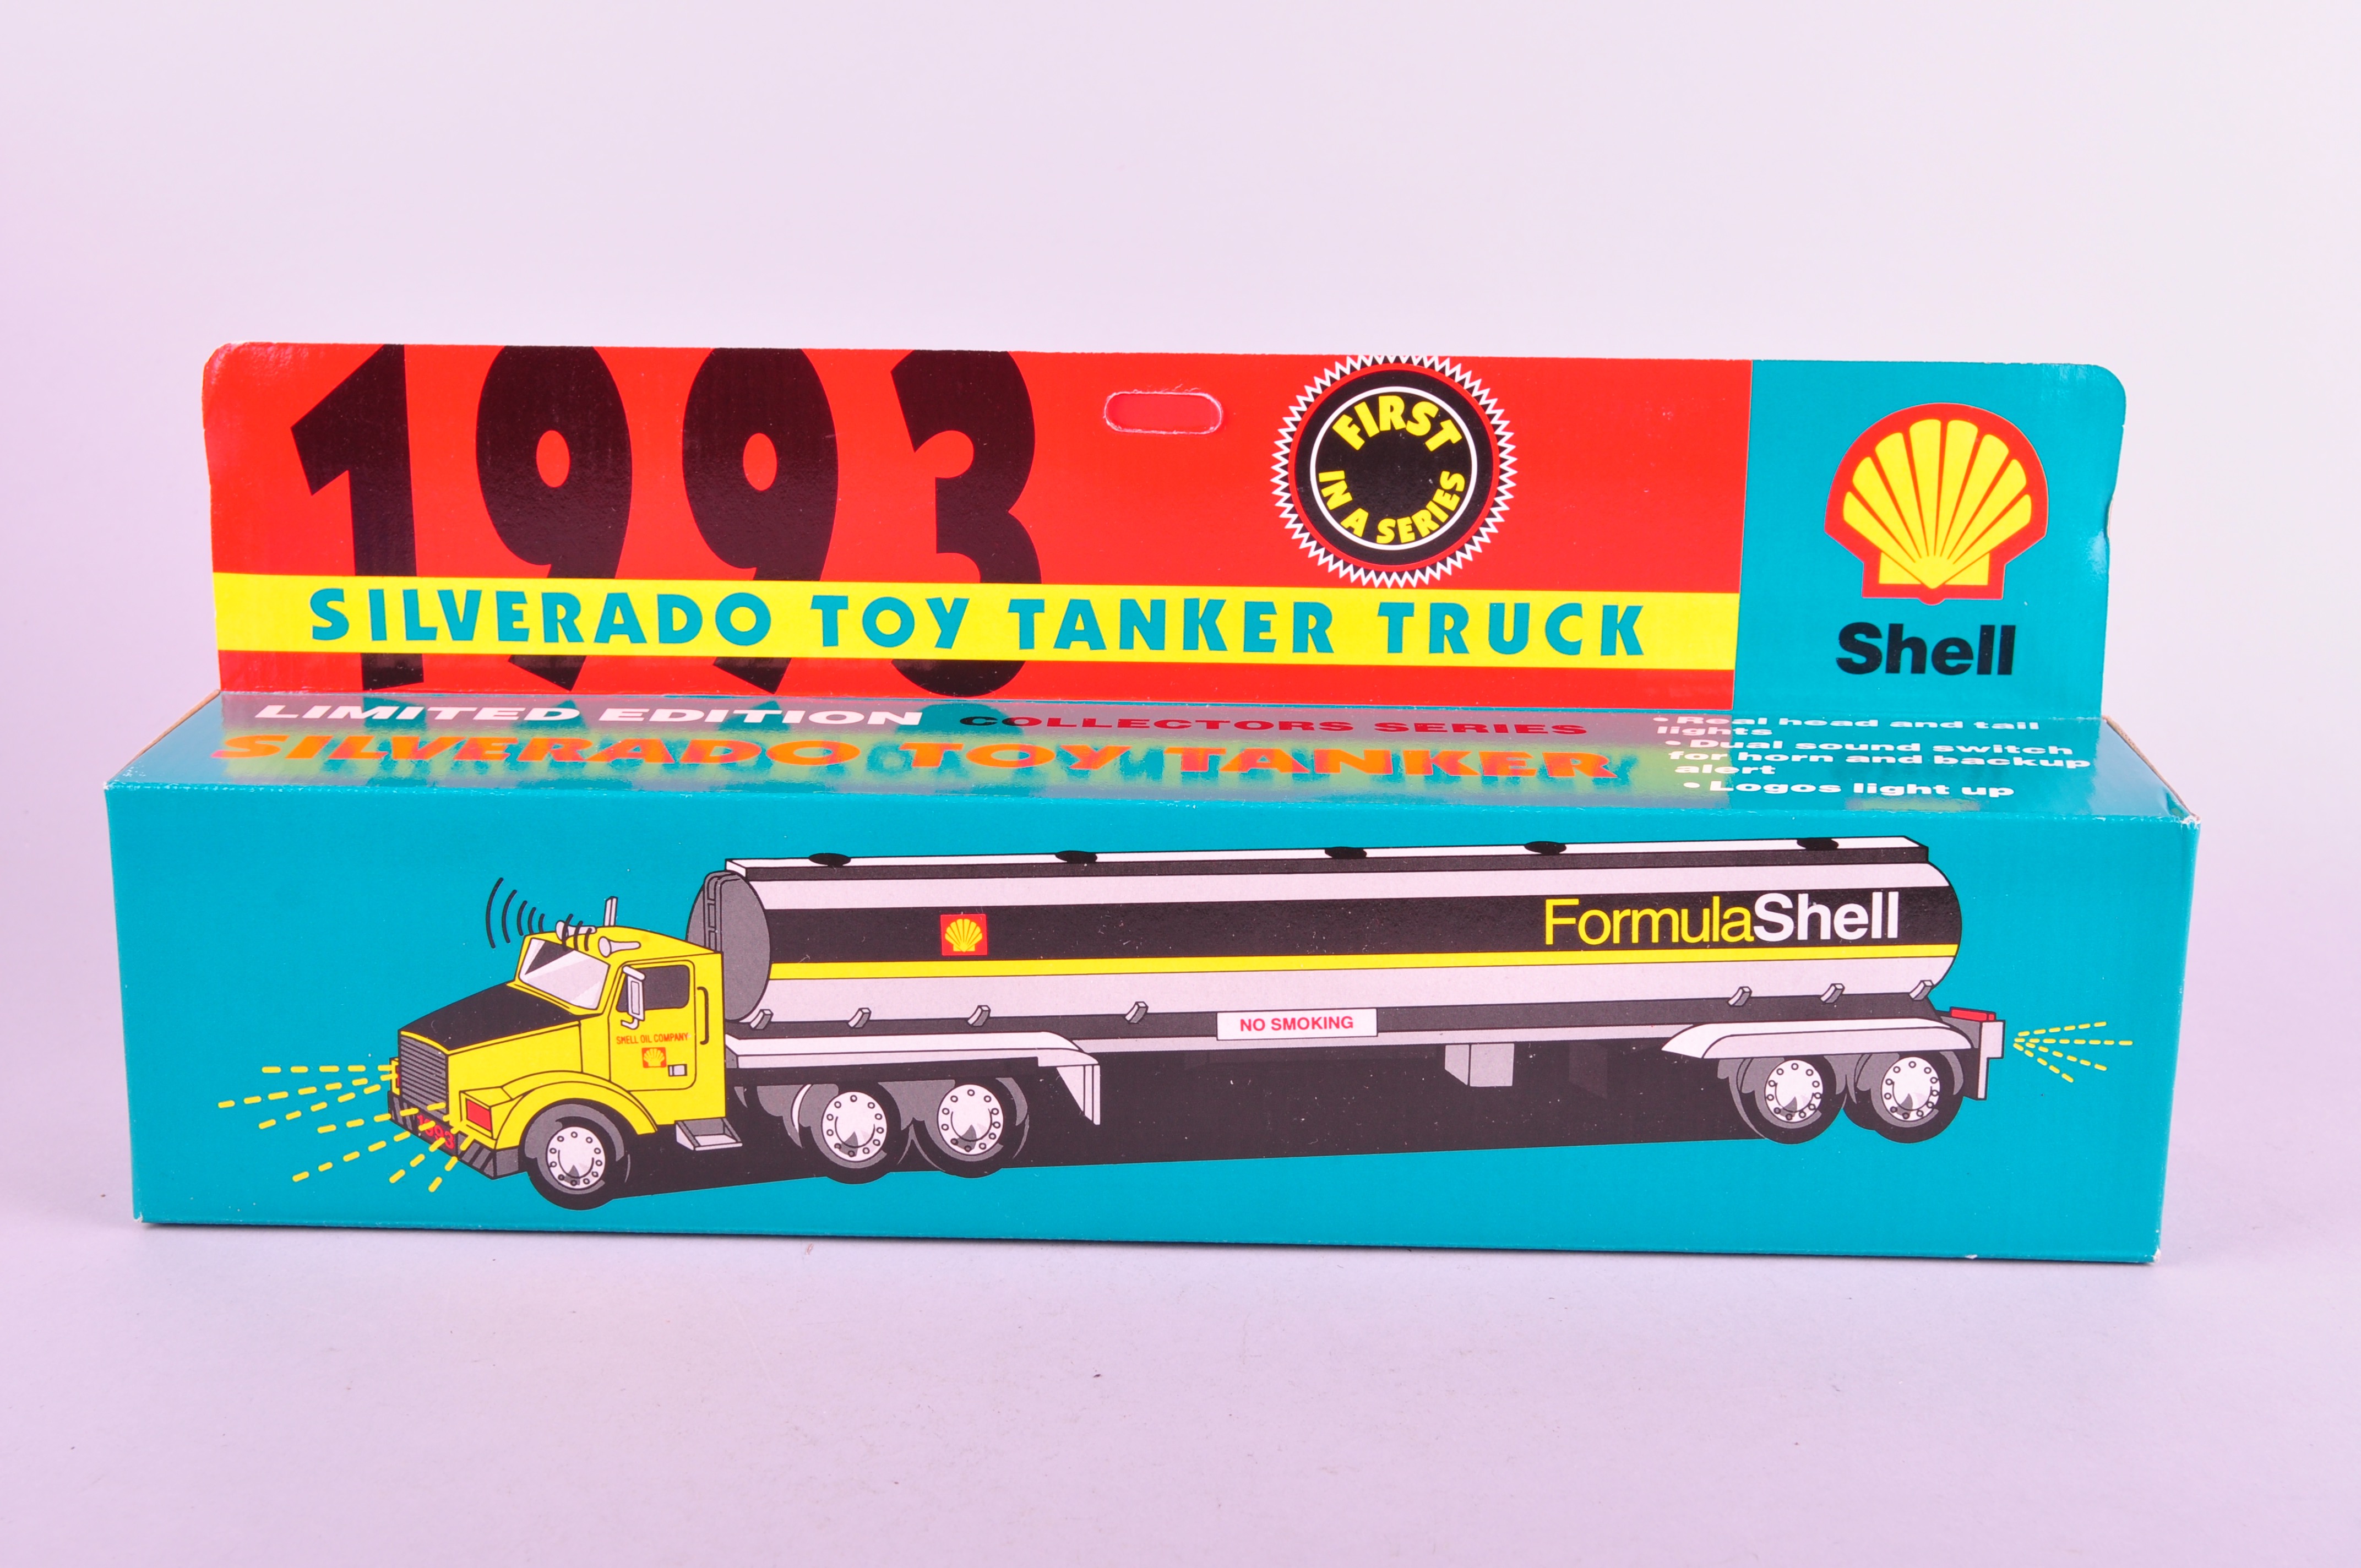 1993
FIRST
IN A SERIES
SILVERADO TOY TANKER TRUCK
Shell
LIMITED EDITION COLLECTORS SERIES
SILVERADO TOY TANKER
• Real head and tail
lights
• Dual sound switch
for horn and backup
alert
• Logos light up
FormulaShell
NO SMOKING
SHELL OIL COMPANY
1993